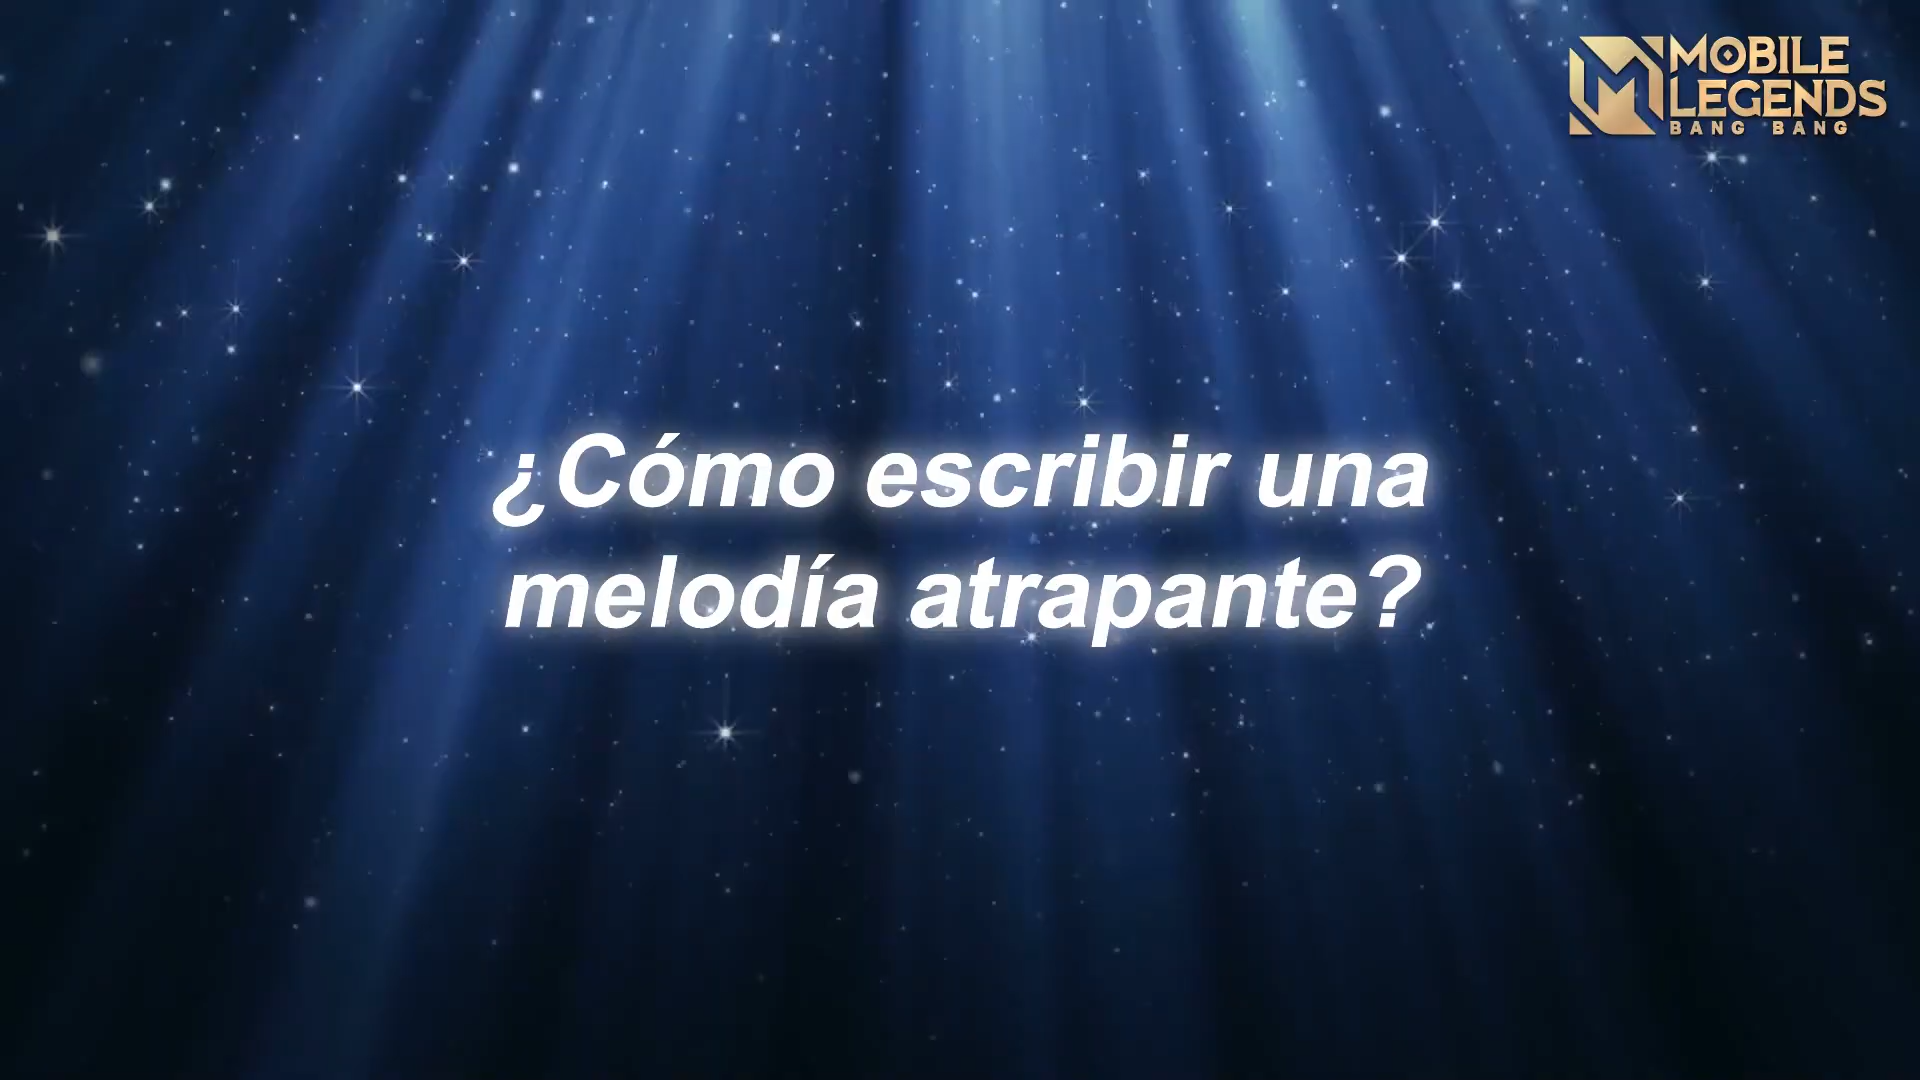 MOBILE
LEGENDS
BANG BANG
¿Cómo escribir una
melodía atrapante?